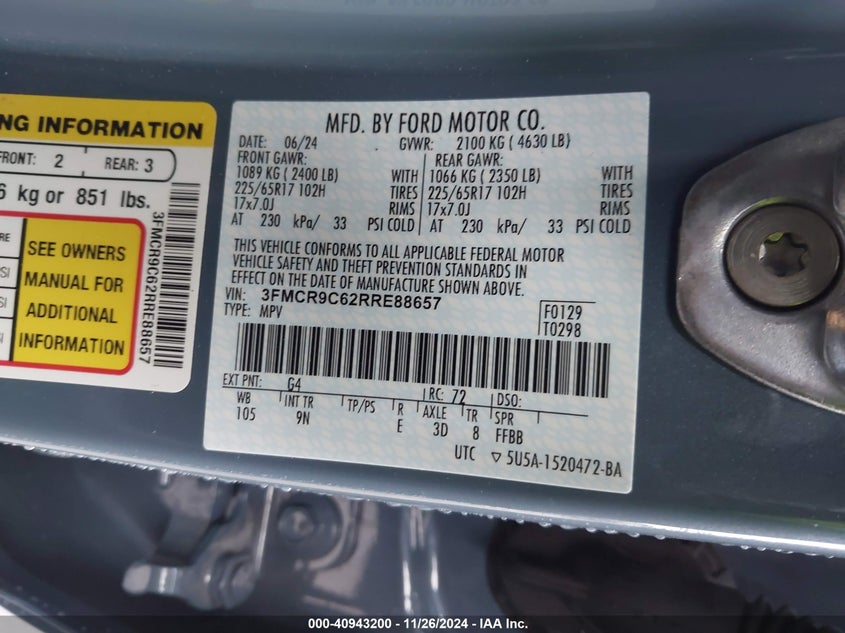 NG INFORMATION
FRONT: 2
REAR: 3
6 kg or 851 lbs.
SEE OWNERS
MANUAL FOR
ADDITIONAL
INFORMATION
3FMCR9C62RRE88657
MFD. BY FORD MOTOR CO.
DATE: 06/24 GVWR: 2100 KG ( 4630 LB)
FRONT GAWR: REAR GAWR:
1089 KG ( 2400 LB) WITH 1066 KG ( 2350 LB) WITH
225/65R17 102H TIRES 225/65R17 102H TIRES
17x7.0J RIMS 17x7.0J RIMS
AT 230 kPa/ 33 PSI COLD AT 230 kPa/ 33 PSI COLD
THIS VEHICLE CONFORMS TO ALL APPLICABLE FEDERAL MOTOR
VEHICLE SAFETY AND THEFT PREVENTION STANDARDS IN
EFFECT ON THE DATE OF MANUFACTURE SHOWN ABOVE.
VIN: 3FMCR9C62RRE88657 F0129
TYPE: MPV T0298
EXT PNT: G4 RC: 72 DSO:
WB INT TR TP/PS R AXLE TR SPR
105 9N E 3D 8 FFBB
UTC ▽ 5U5A-1520472-BA
000-40943200 - 11/26/2024 - IAA Inc.